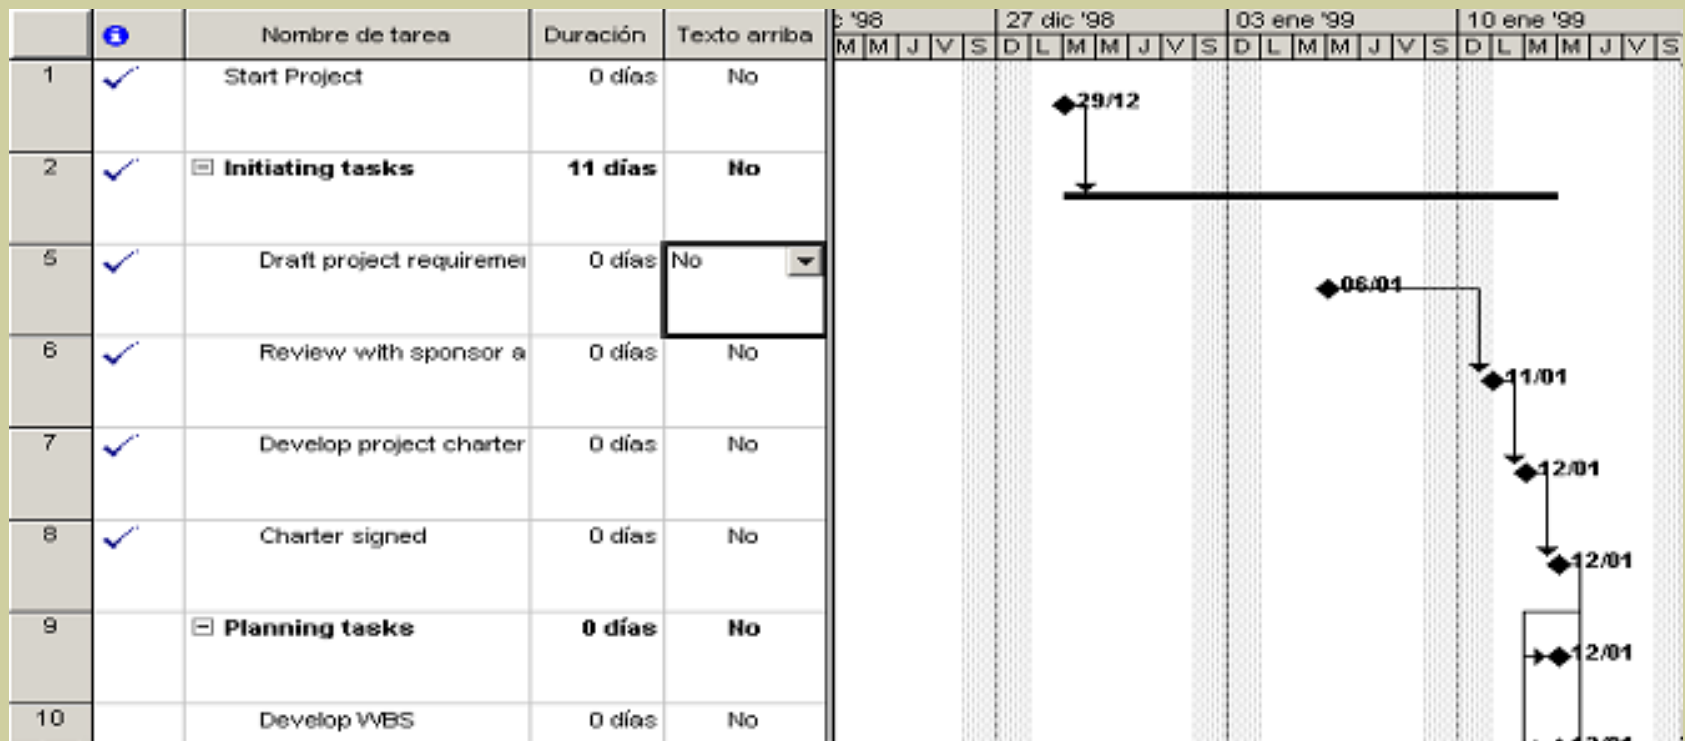 Nombre de tarea Duración Texto arriba '98 27 dic '98 03 ene '99 10 ene '99
M M J V S D L M M J V S D L M M J V S D L M M J V S
1 Start Project 0 días No
29/12
2 Initiating tasks 11 días No
5 Draft project requiremen 0 días No
06/01
6 Review with sponsor a 0 días No
11/01
7 Develop project charter 0 días No
12/01
8 Charter signed 0 días No
12/01
9 Planning tasks 0 días No
12/01
10 Develop WBS 0 días No